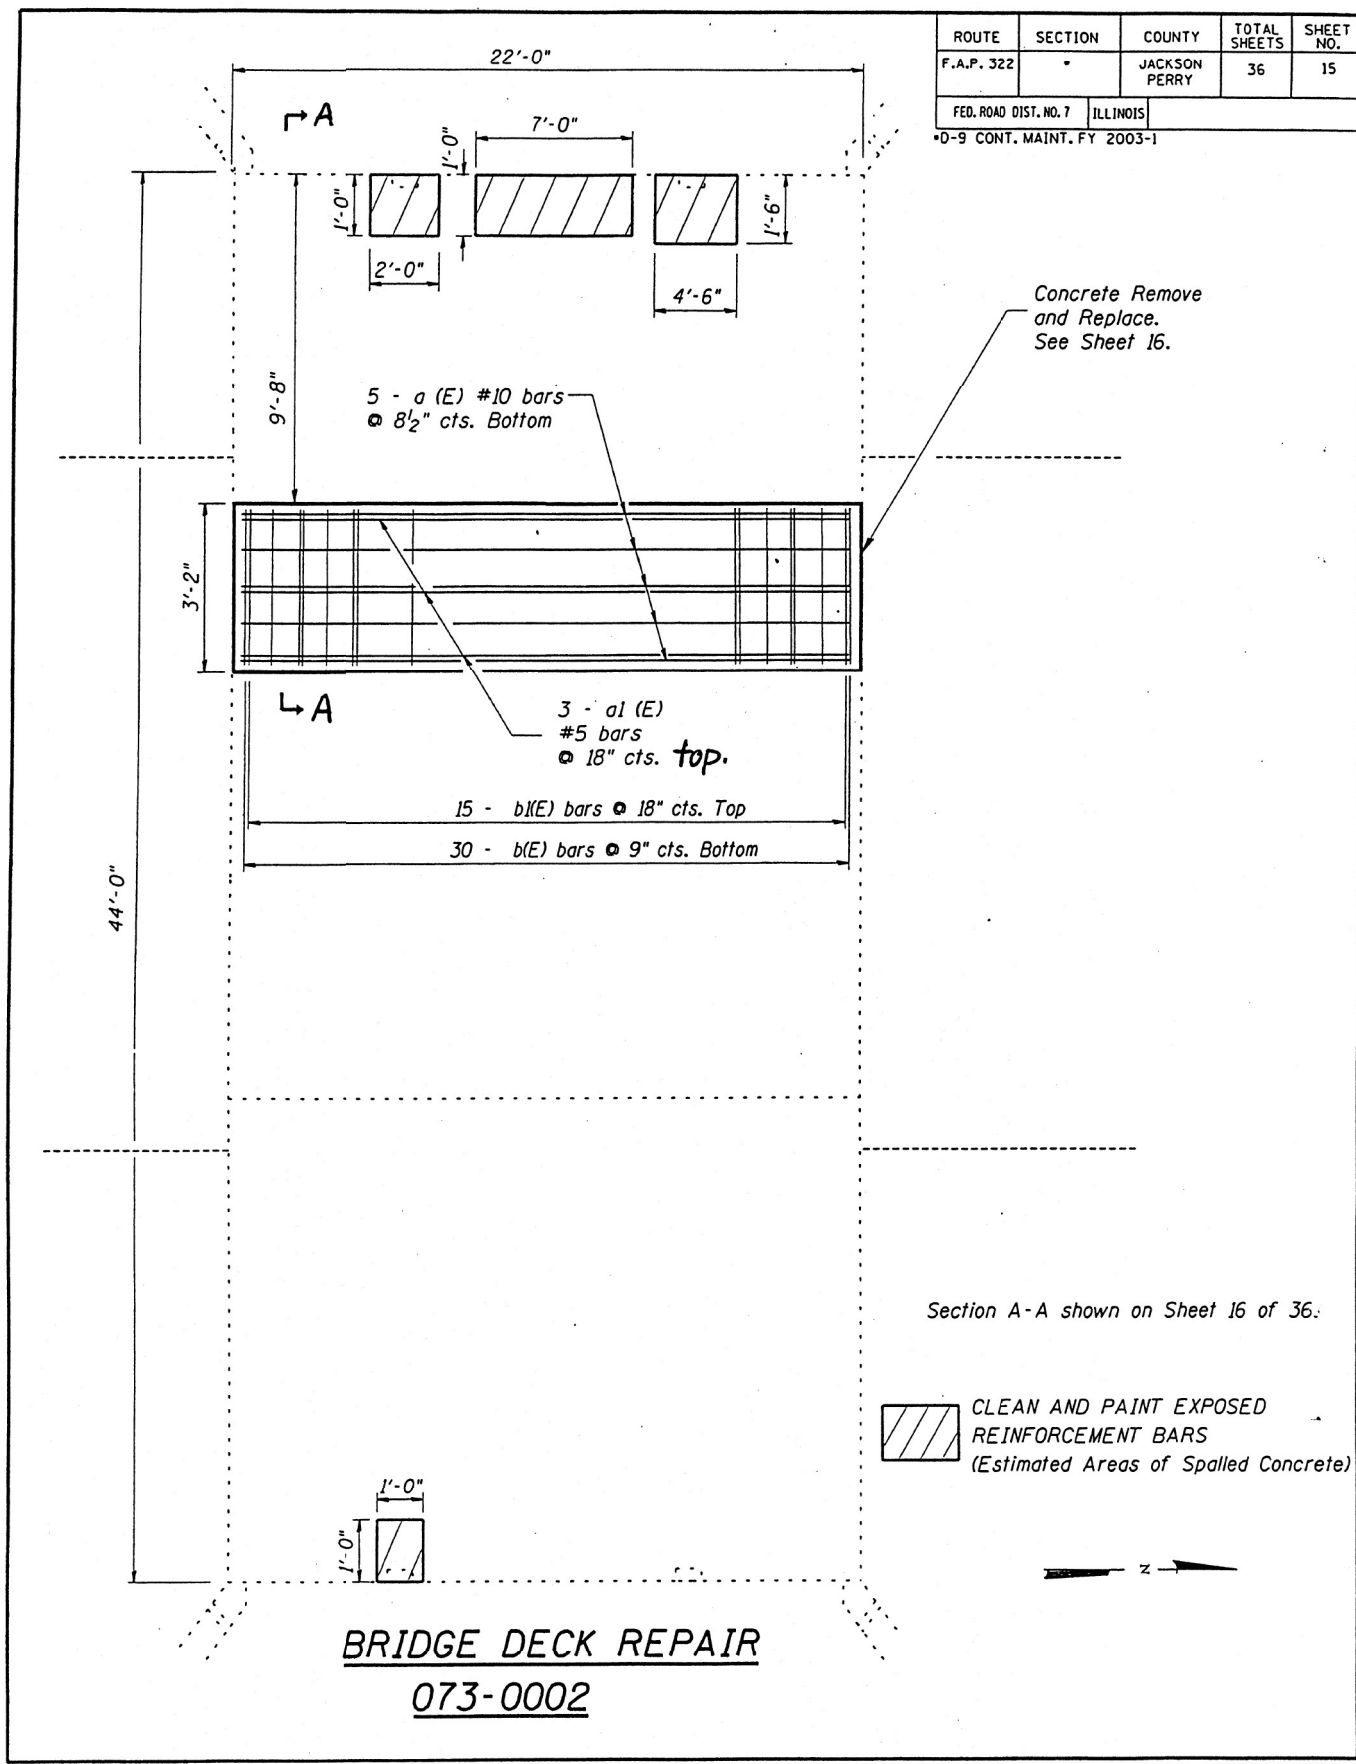 ROUTE SECTION COUNTY TOTAL SHEETS SHEET NO.
F.A.P. 322 • JACKSON PERRY 36 15
FED. ROAD DIST. NO. 7 ILLINOIS
•D-9 CONT. MAINT. FY 2003-1
22'-0"
A
7'-0"
1'-0"
1'-0"
1'-6"
2'-0"
4'-6"
Concrete Remove
and Replace.
See Sheet 16.
9'-8"
5 - a (E) #10 bars
@ 8½" cts. Bottom
3'-2"
A
3 - a1 (E)
#5 bars
@ 18" cts. top.
15 - b1(E) bars @ 18" cts. Top
30 - b(E) bars @ 9" cts. Bottom
44'-0"
Section A-A shown on Sheet 16 of 36.
CLEAN AND PAINT EXPOSED
REINFORCEMENT BARS
(Estimated Areas of Spalled Concrete)
1'-0"
1'-0"
N
BRIDGE DECK REPAIR
073-0002